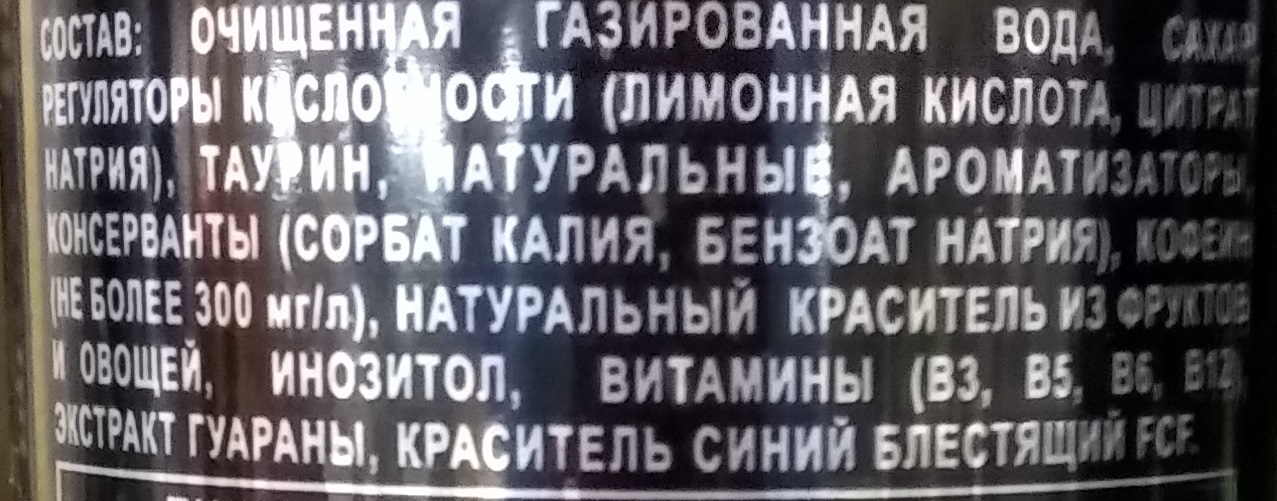 СОСТАВ: ОЧИЩЕННАЯ ГАЗИРОВАННАЯ ВОДА, САХАР,
РЕГУЛЯТОРЫ КИСЛОТНОСТИ (ЛИМОННАЯ КИСЛОТА, ЦИТРАТ
НАТРИЯ), ТАУРИН, НАТУРАЛЬНЫЕ, АРОМАТИЗАТОРЫ,
КОНСЕРВАНТЫ (СОРБАТ КАЛИЯ, БЕНЗОАТ НАТРИЯ), КОФЕИН
(НЕ БОЛЕЕ 300 мг/л), НАТУРАЛЬНЫЙ КРАСИТЕЛЬ ИЗ ФРУКТОВ
И ОВОЩЕЙ, ИНОЗИТОЛ, ВИТАМИНЫ (B3, B5, B6, B12),
ЭКСТРАКТ ГУАРАНЫ, КРАСИТЕЛЬ СИНИЙ БЛЕСТЯЩИЙ FCF.